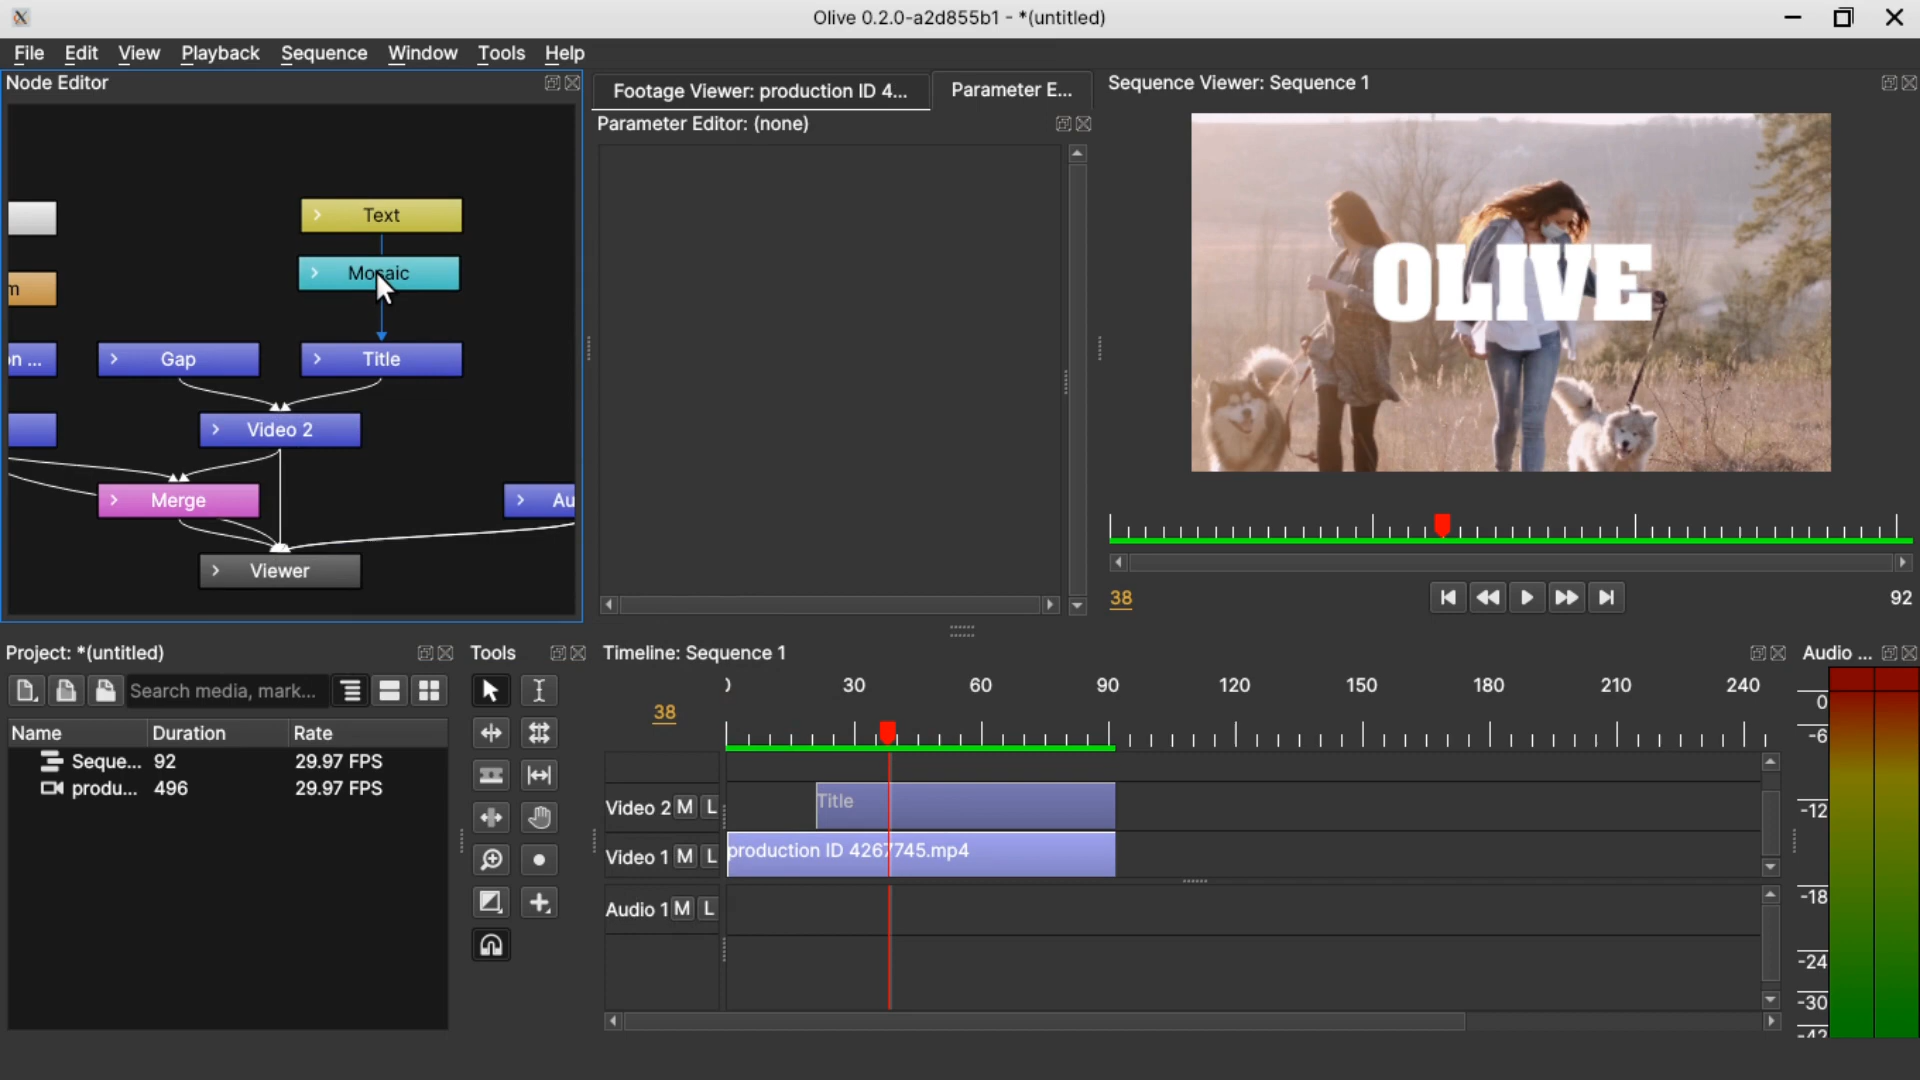 Olive 0.2.0-a2d855b1 - *(untitled)
File Edit View Playback Sequence Window Tools Help
Node Editor
Text
Mosaic
m
on ...
Gap
Title
Video 2
Merge
Au
Viewer
Footage Viewer: production ID 4...
Parameter E...
Parameter Editor: (none)
Sequence Viewer: Sequence 1
OLIVE
38
92
Project: *(untitled)
Search media, mark...
Name Duration Rate
Seque... 92 29.97 FPS
produ... 496 29.97 FPS
Tools
Timeline: Sequence 1
38
30 60 90 120 150 180 210 240
Video 2 M L
Title
Video 1 M L
production ID 4267745.mp4
Audio 1 M L
Audio ...
0
-6
-12
-18
-24
-30
-42